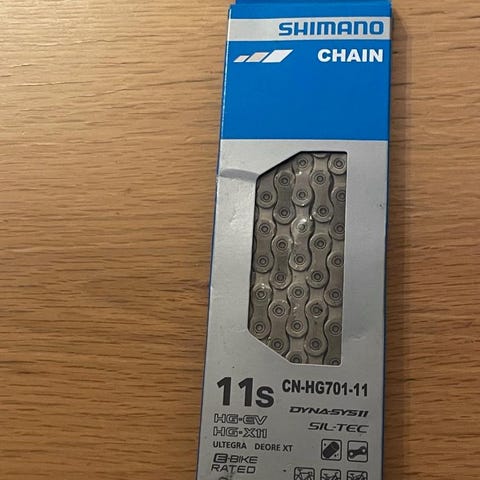 SHIMANO
CHAIN
11s CN-HG701-11
HG-EV DYNA-SYS11
HG-X11 SIL-TEC
ULTEGRA DEORE XT
E-BIKE
RATED